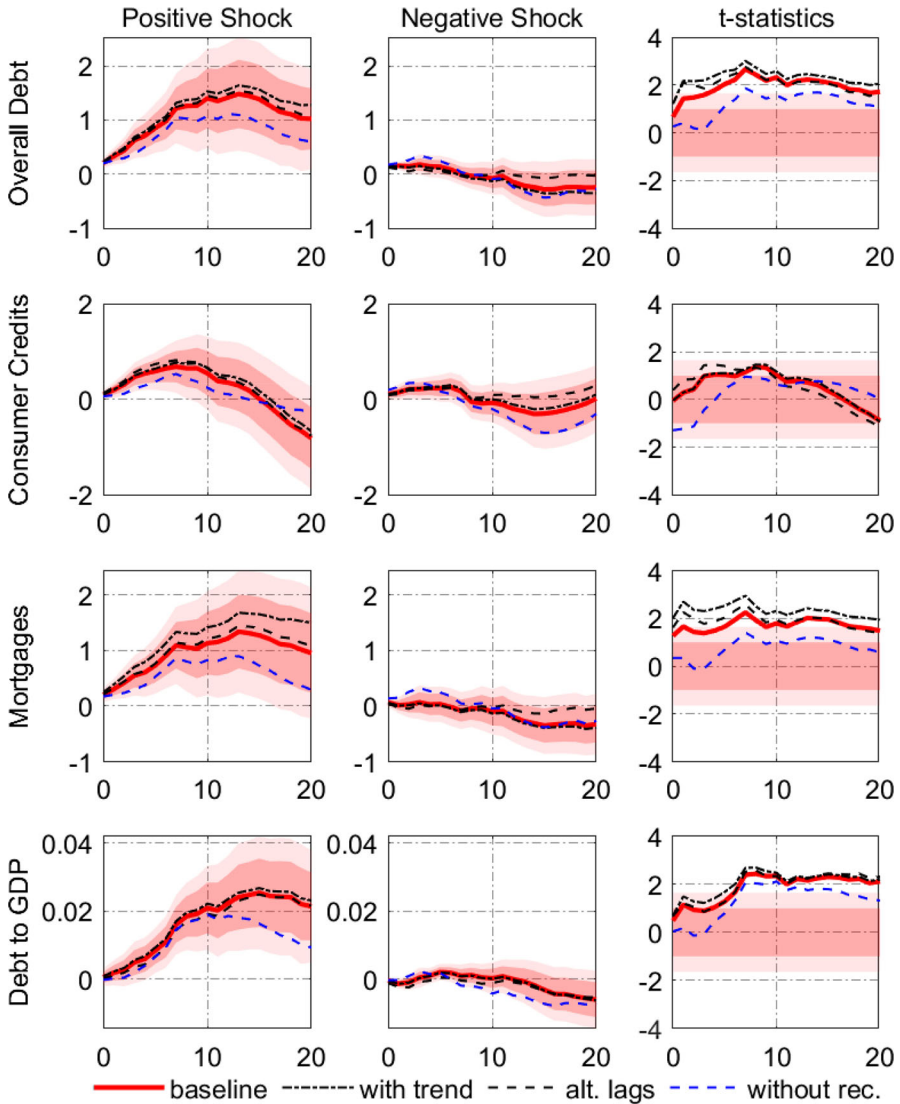 Positive Shock Negative Shock t-statistics
Overall Debt
2 1 0 -1
0 10 20
2 1 0 -1
0 10 20
4 2 0 -2 -4
0 10 20
Consumer Credits
2 0 -2
0 10 20
2 0 -2
0 10 20
4 2 0 -2 -4
0 10 20
Mortgages
2 1 0 -1
0 10 20
2 1 0 -1
0 10 20
4 2 0 -2 -4
0 10 20
Debt to GDP
0.04 0.02 0
0 10 20
0.04 0.02 0
0 10 20
4 2 0 -2 -4
0 10 20
baseline with trend alt. lags without rec.